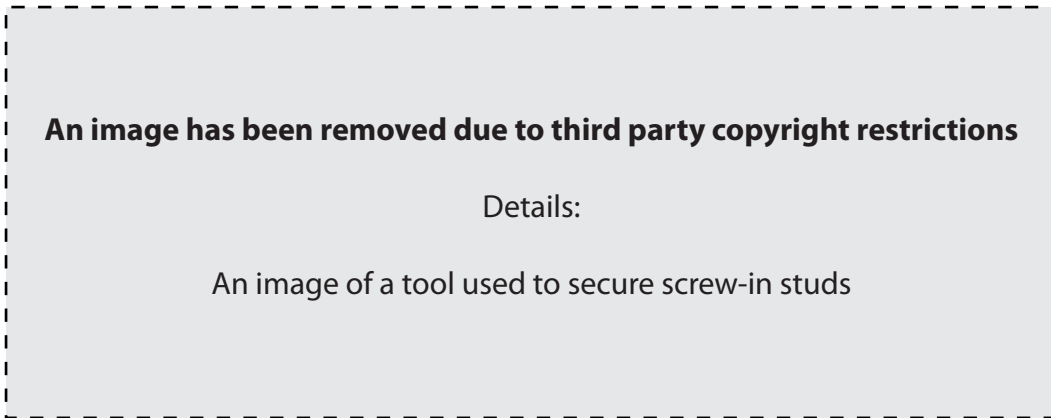 An image has been removed due to third party copyright restrictions
Details:
An image of a tool used to secure screw-in studs